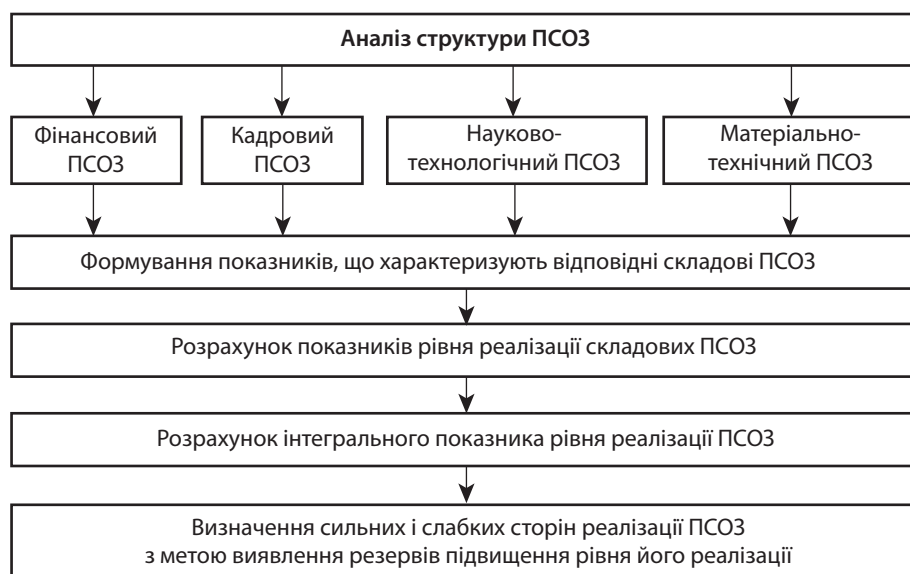 Аналіз структури ПСОЗ
Фінансовий
ПСОЗ
Кадровий
ПСОЗ
Науково-
технологічний ПСОЗ
Матеріально-
технічний ПСОЗ
Формування показників, що характеризують відповідні складові ПСОЗ
Розрахунок показників рівня реалізації складових ПСОЗ
Розрахунок інтегрального показника рівня реалізації ПСОЗ
Визначення сильних і слабких сторін реалізації ПСОЗ
з метою виявлення резервів підвищення рівня його реалізації